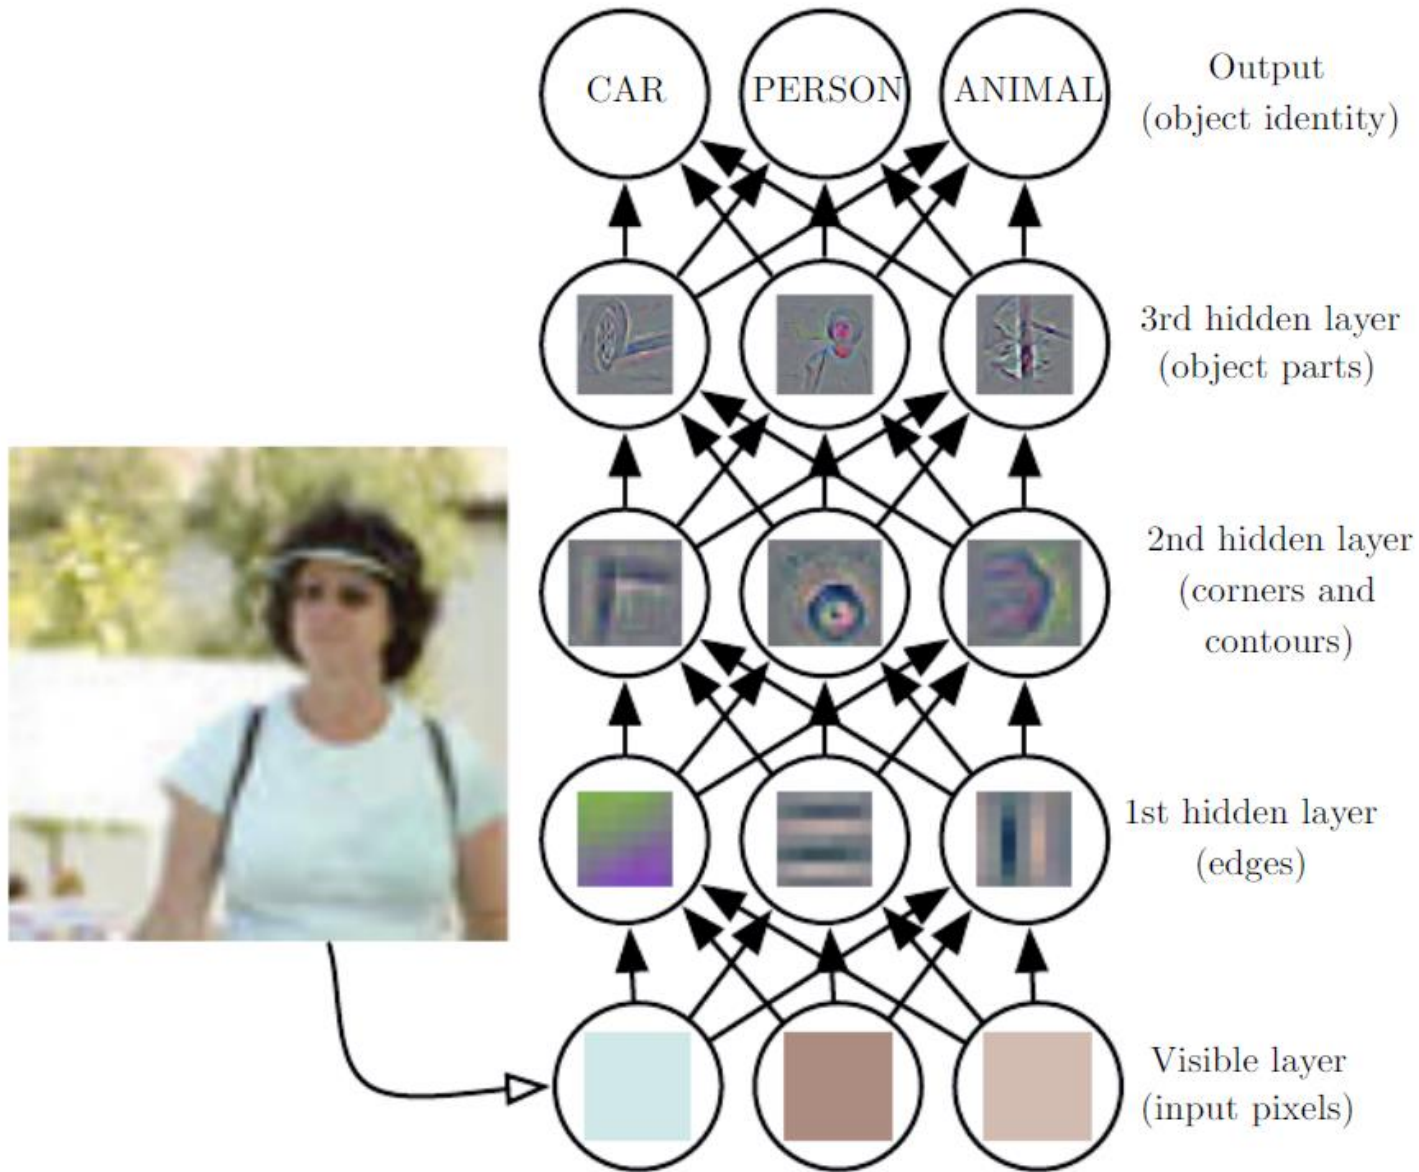 CAR
PERSON
ANIMAL
Output
(object identity)
3rd hidden layer
(object parts)
2nd hidden layer
(corners and
contours)
1st hidden layer
(edges)
Visible layer
(input pixels)